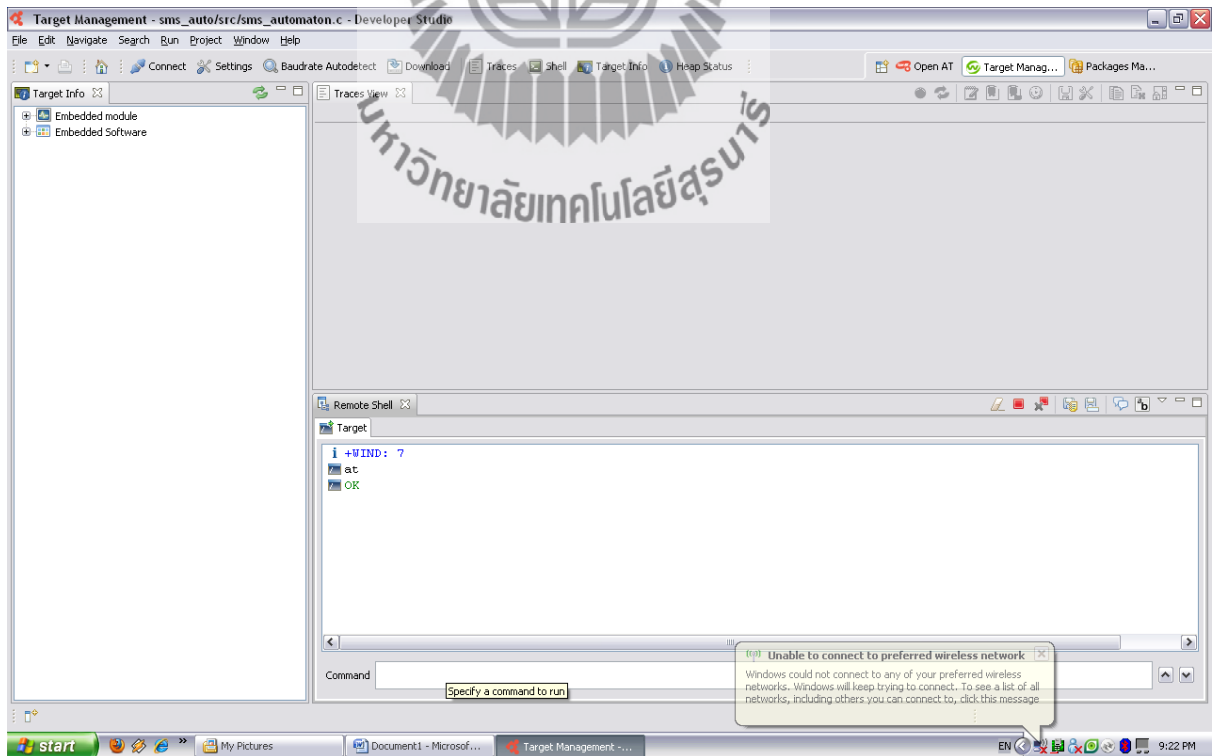 Target Management - sms_auto/src/sms_automaton.c - Developer Studio
File Edit Navigate Search Run Project Window Help
Connect Settings Baudrate Autodetect Download Traces Shell Target Info Heap Status Open AT Target Manag... Packages Ma...
Target Info
Embedded module
Embedded Software
Traces View
มหาวิทยาลัยเทคโนโลยีสุรนารี
Remote Shell
Target
+WIND: 7
at
OK
Command
Specify a command to run
Unable to connect to preferred wireless network
Windows could not connect to any of your preferred wireless
networks. Windows will keep trying to connect. To see a list of all
networks, including others you can connect to, click this message
start My Pictures Document1 - Microsof... Target Management -... EN 9:22 PM